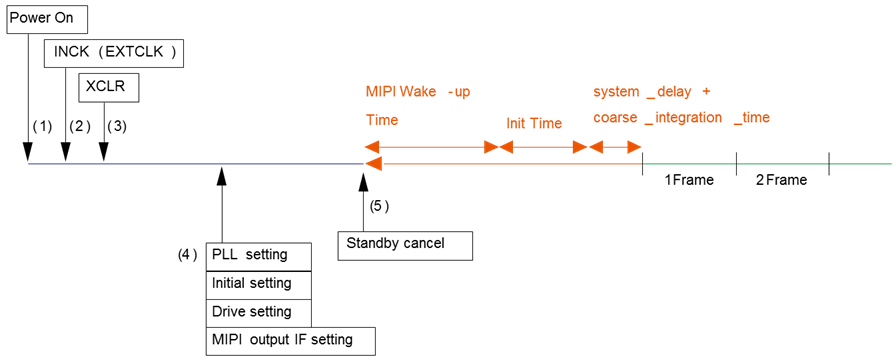 Power On
INCK (EXTCLK)
XCLR
(1)
(2)
(3)
MIPI Wake -up
Time
Init Time
system _delay +
coarse _integration _time
1Frame
2Frame
(4)
PLL setting
Initial setting
Drive setting
MIPI output IF setting
(5)
Standby cancel